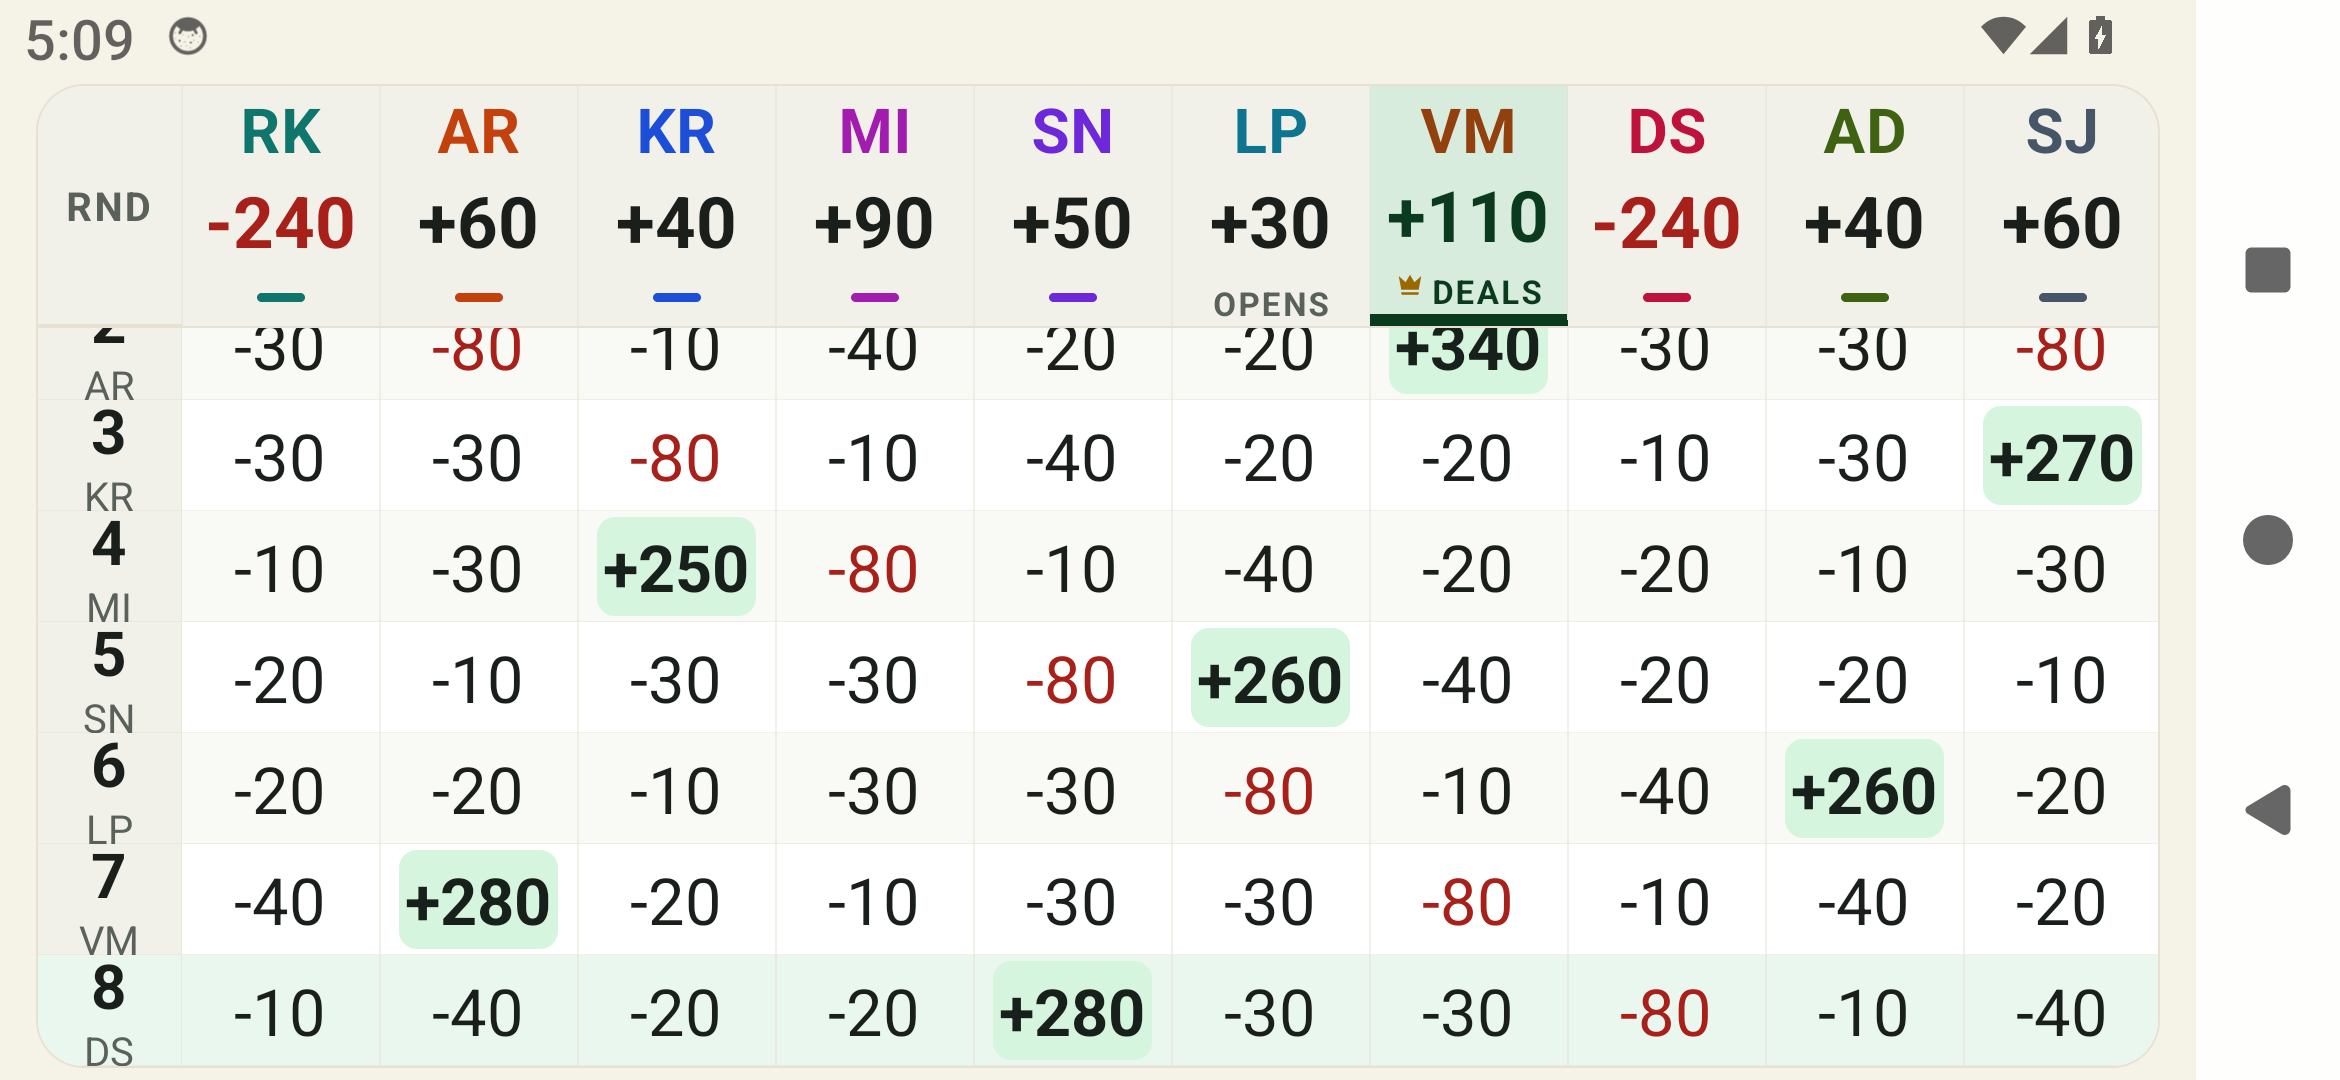 5:09
RND RK AR KR MI SN LP VM DS AD SJ
-240 +60 +40 +90 +50 +30 +110 -240 +40 +60
OPENS DEALS
2 -30 -80 -10 -40 -20 -20 +340 -30 -30 -80
AR
3 -30 -30 -80 -10 -40 -20 -20 -10 -30 +270
KR
4 -10 -30 +250 -80 -10 -40 -20 -20 -10 -30
MI
5 -20 -10 -30 -30 -80 +260 -40 -20 -20 -10
SN
6 -20 -20 -10 -30 -30 -80 -10 -40 +260 -20
LP
7 -40 +280 -20 -10 -30 -30 -80 -10 -40 -20
VM
8 -10 -40 -20 -20 +280 -30 -30 -80 -10 -40
DS